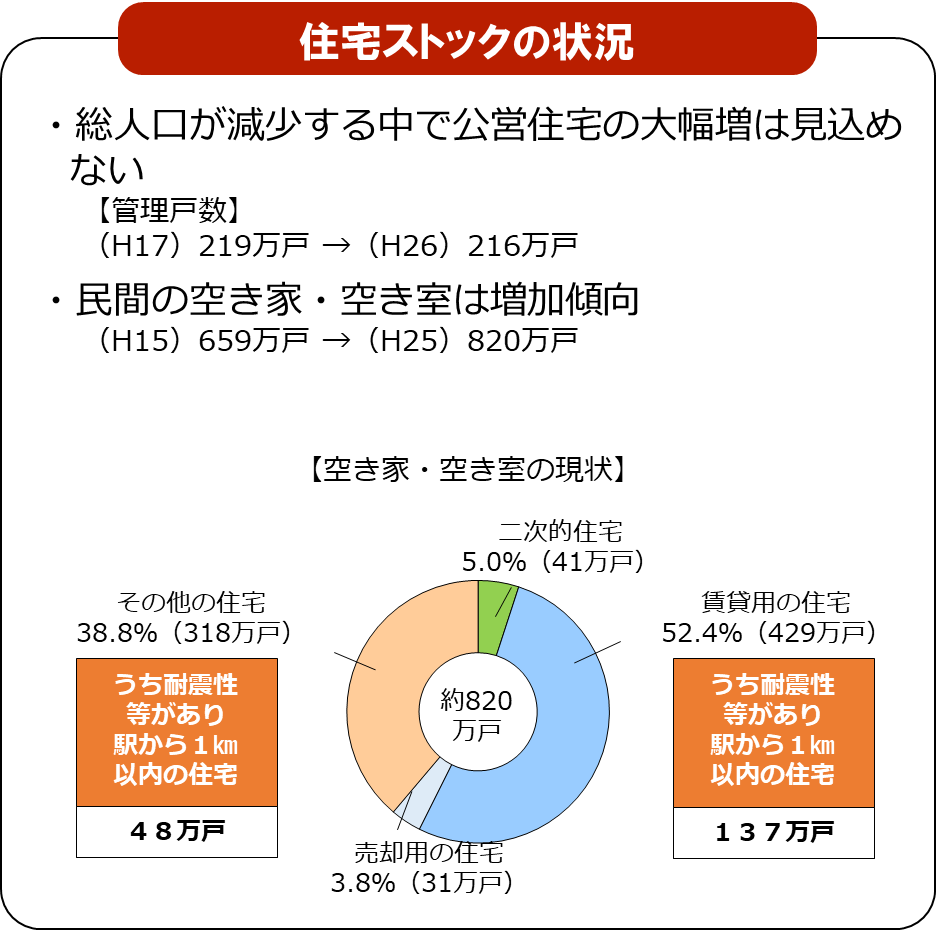 住宅ストックの状況
・総人口が減少する中で公営住宅の大幅増は見込め
ない
【管理戸数】
（H17）219万戸 →（H26）216万戸
・民間の空き家・空き室は増加傾向
（H15）659万戸 →（H25）820万戸
【空き家・空き室の現状】
二次的住宅
5.0%（41万戸）
その他の住宅
38.8%（318万戸）
うち耐震性
等があり
駅から１㎞
以内の住宅
４８万戸
約820
万戸
賃貸用の住宅
52.4%（429万戸）
うち耐震性
等があり
駅から１㎞
以内の住宅
１３７万戸
売却用の住宅
3.8%（31万戸）